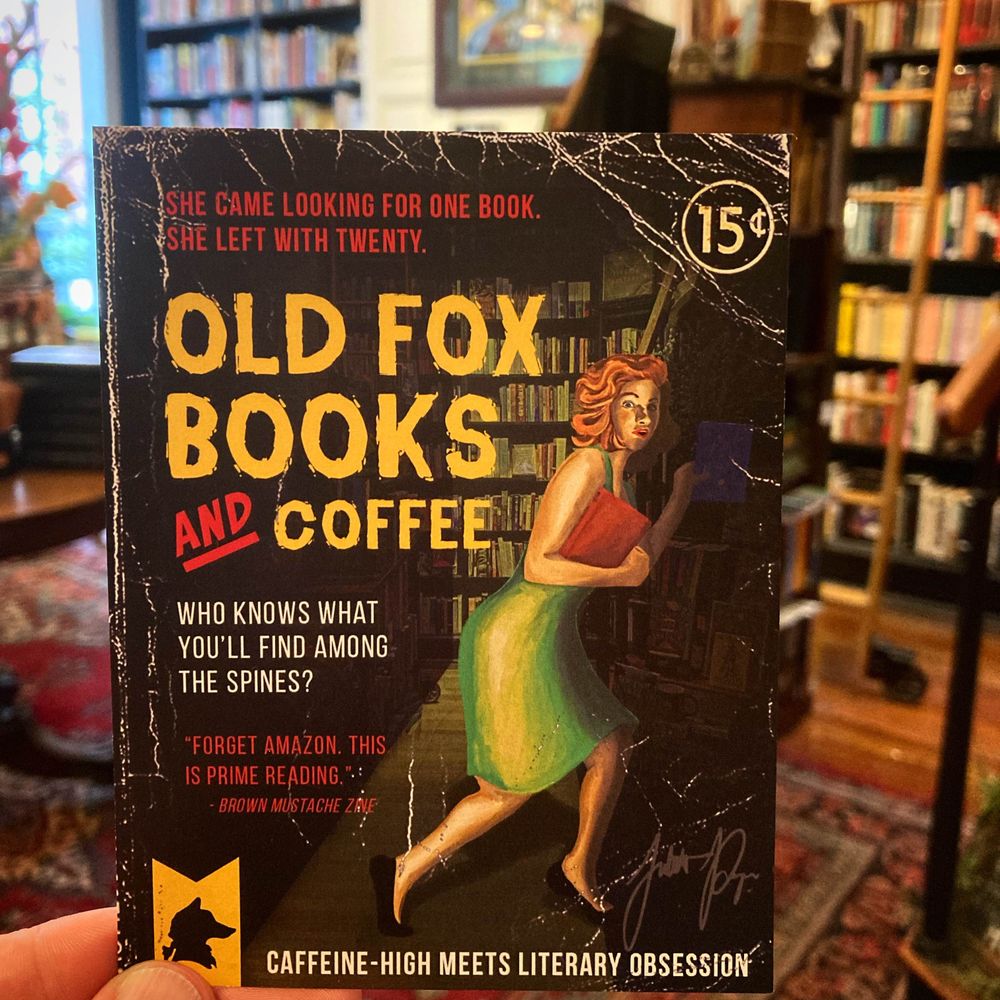 SHE CAME LOOKING FOR ONE BOOK.
SHE LEFT WITH TWENTY.
15¢
OLD FOX
BOOKS
AND COFFEE
WHO KNOWS WHAT
YOU'LL FIND AMONG
THE SPINES?
"FORGET AMAZON. THIS
IS PRIME READING."
- BROWN MUSTACHE ZINE
CAFFEINE-HIGH MEETS LITERARY OBSESSION